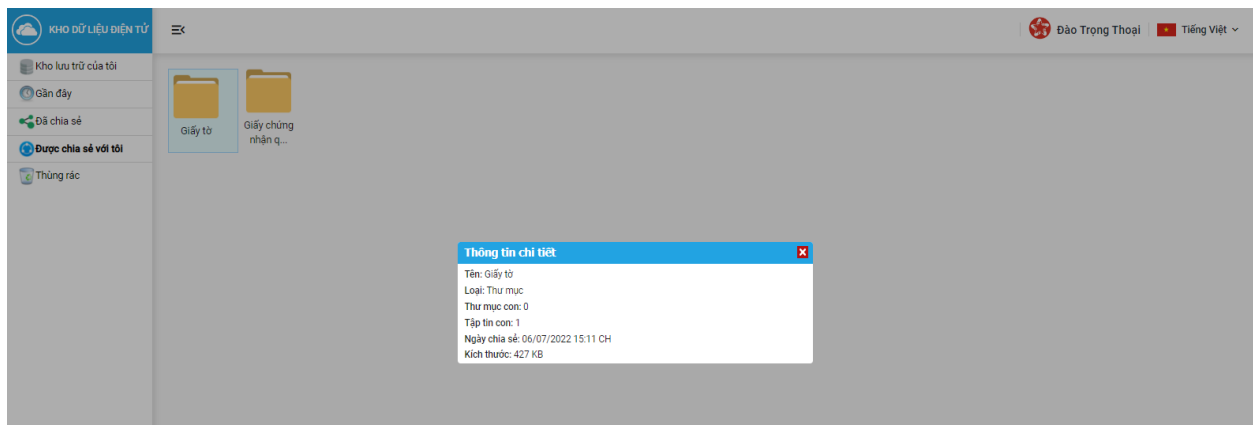 KHO DỮ LIỆU ĐIỆN TỬ
Đào Trọng Thoại
Tiếng Việt
Kho lưu trữ của tôi
Gần đây
Đã chia sẻ
Được chia sẻ với tôi
Thùng rác
Giấy tờ
Giấy chứng
nhận q...
Thông tin chi tiết
Tên: Giấy tờ
Loại: Thư mục
Thư mục con: 0
Tập tin con: 1
Ngày chia sẻ: 06/07/2022 15:11 CH
Kích thước: 427 KB